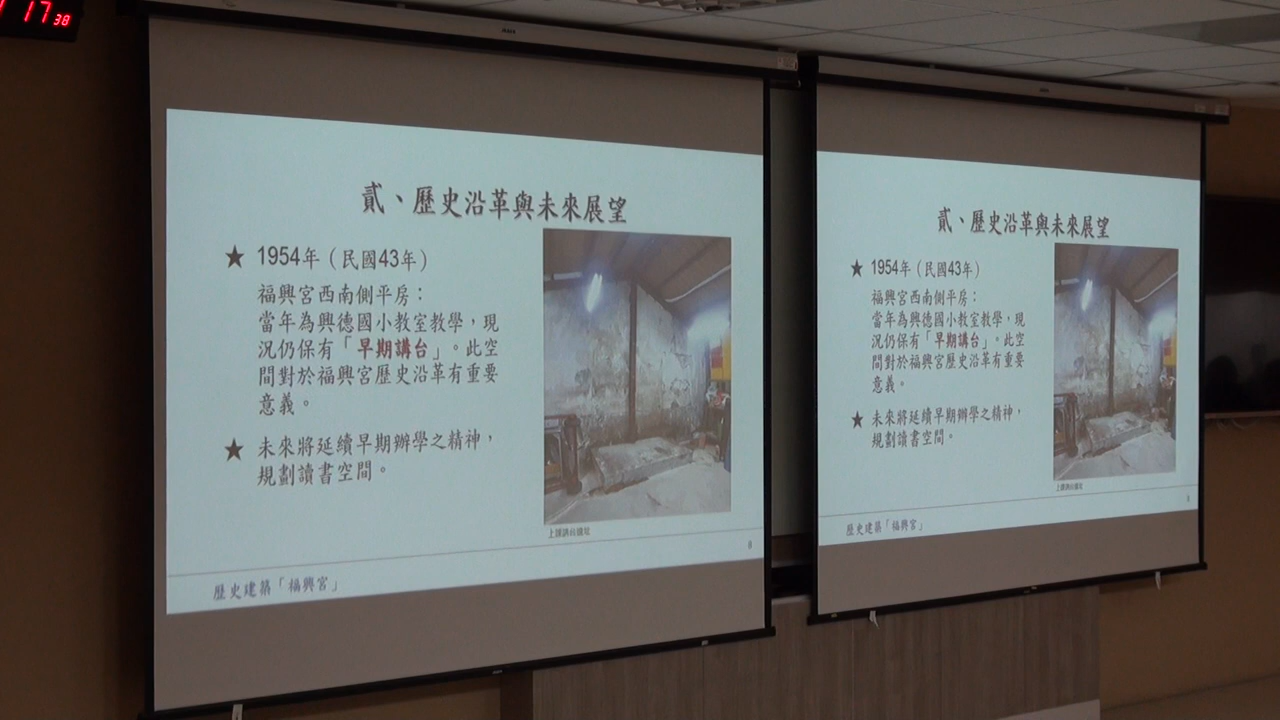 17 38
貳、歷史沿革與未來展望
★ 1954年（民國43年）
福興宮西南側平房：
當年為興德國小教室教學，現
況仍保有「早期講台」。此空
間對於福興宮歷史沿革有重要
意義。
★ 未來將延續早期辦學之精神，
規劃讀書空間。
歷史建築「福興宮」
貳、歷史沿革與未來展望
★ 1954年（民國43年）
福興宮西南側平房：
當年為興德國小教室教學，現
況仍保有「早期講台」。此空
間對於福興宮歷史沿革有重要
意義。
★ 未來將延續早期辦學之精神，
規劃讀書空間。
歷史建築「福興宮」